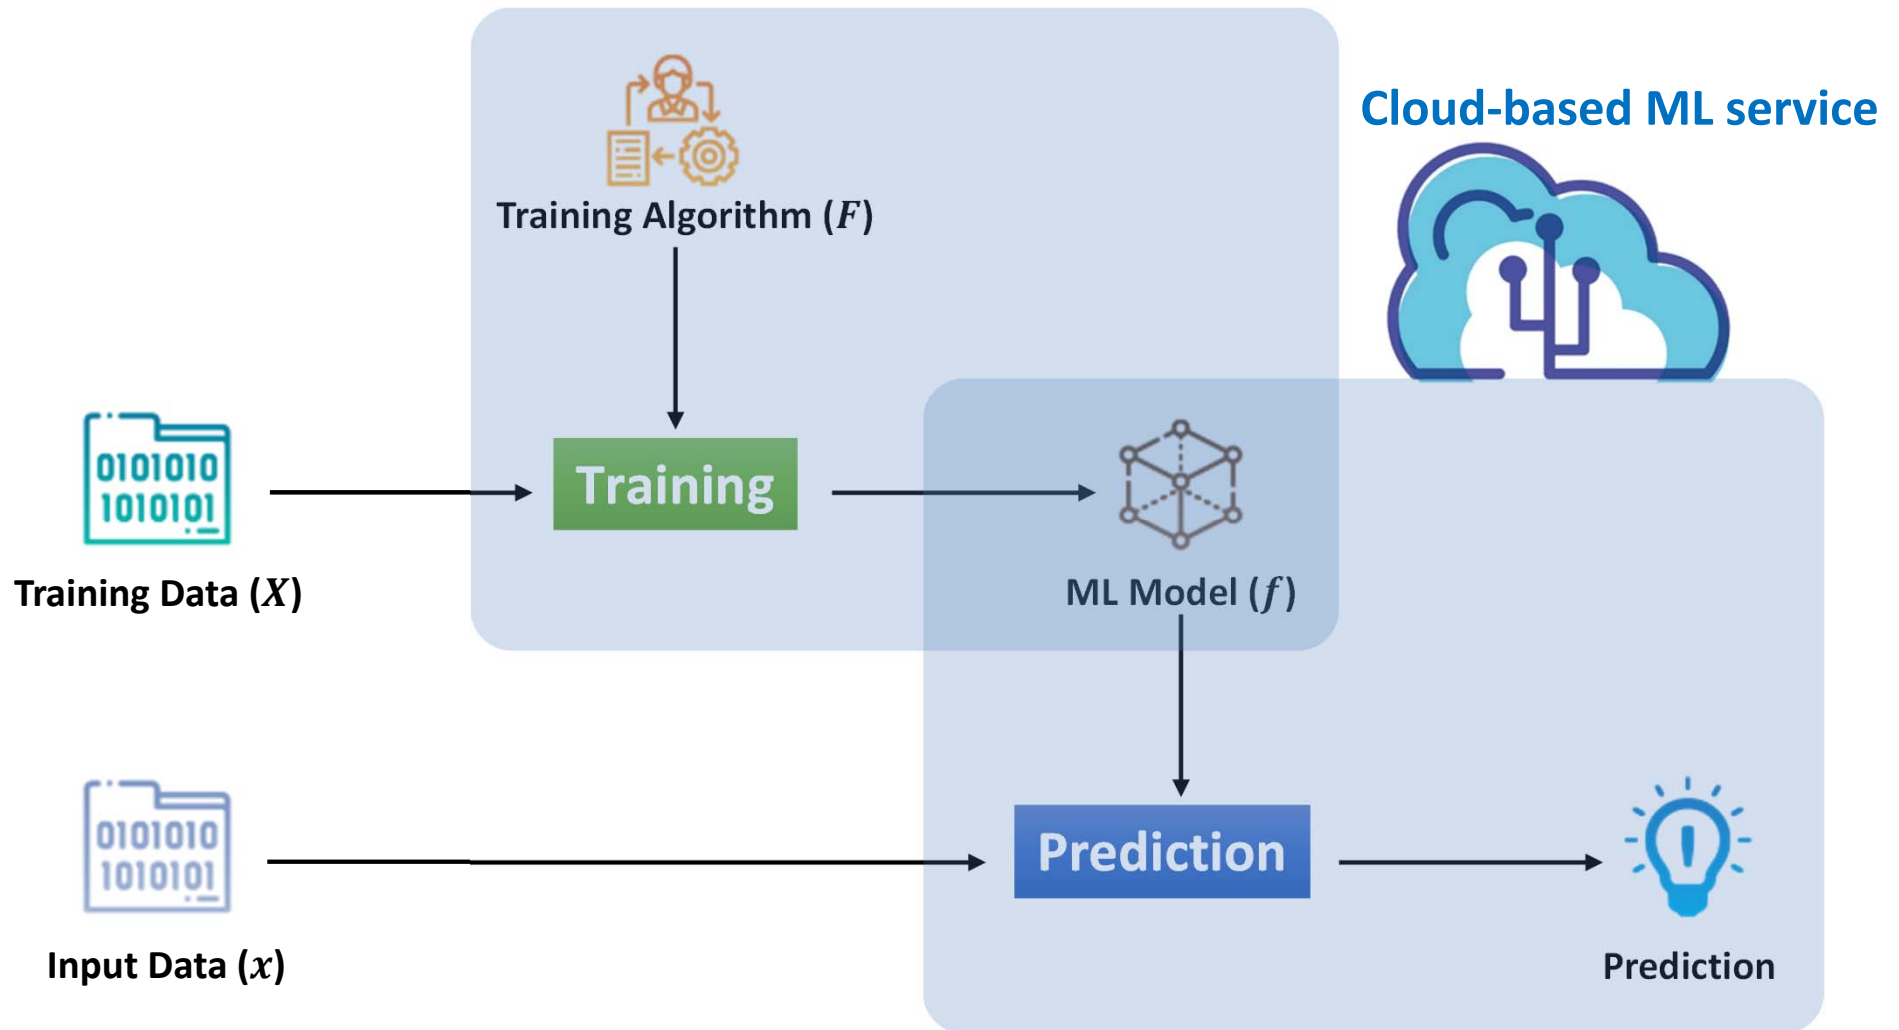 Cloud-based ML service
Training Algorithm (F)
0101010
1010101
Training
Training Data (X)
ML Model (f)
0101010
1010101
Prediction
Input Data (x)
Prediction